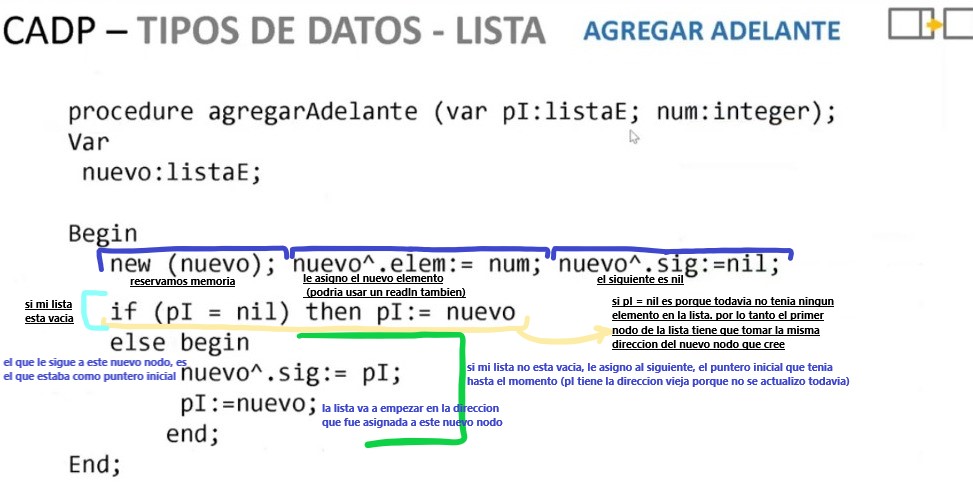 CADP – TIPOS DE DATOS - LISTA AGREGAR ADELANTE
procedure agregarAdelante (var pI:listaE; num:integer);
Var
nuevo:listaE;
Begin
new (nuevo); nuevo^.elem:= num; nuevo^.sig:=nil;
reservamos memoria
le asigno el nuevo elemento
(podria usar un readln tambien)
el siguiente es nil
si mi lista
esta vacia
if (pI = nil) then pI:= nuevo
si pI = nil es porque todavia no tenia ningun
elemento en la lista. por lo tanto el primer
nodo de la lista tiene que tomar la misma
direccion del nuevo nodo que cree
else begin
el que le sigue a este nuevo nodo, es
el que estaba como puntero inicial
nuevo^.sig:= pI;
si mi lista no esta vacia, le asigno al siguiente, el puntero inicial que tenia
hasta el momento (pI tiene la direccion vieja porque no se actualizo todavia)
pI:=nuevo;
la lista va a empezar en la direccion
que fue asignada a este nuevo nodo
end;
End;